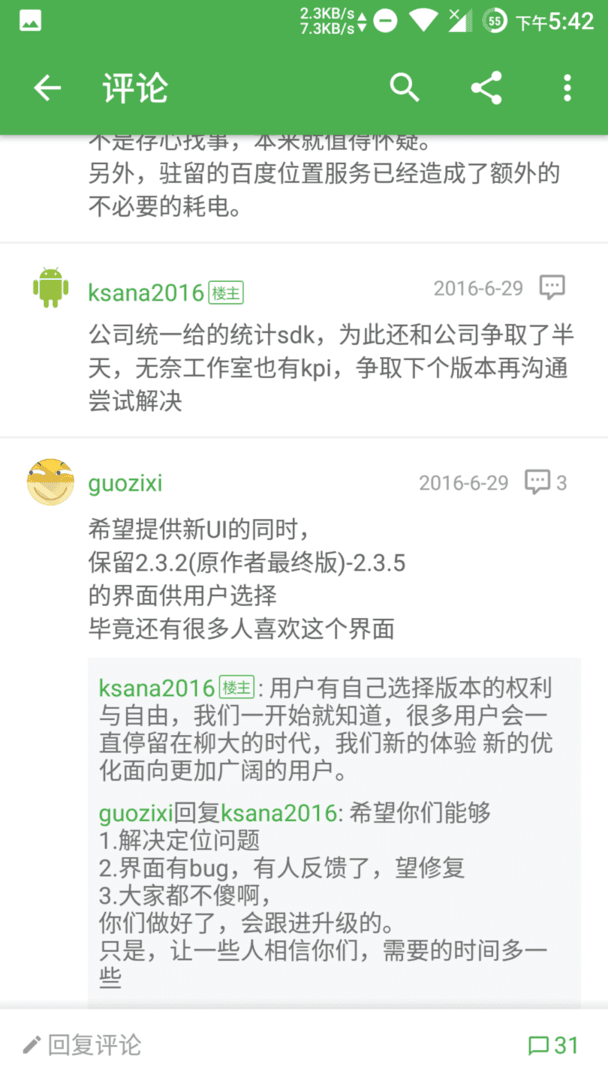 2.3KB/s
7.3KB/s
55
下午5:42
评论
不是存心找事，本来就值得怀疑。
另外，驻留的百度位置服务已经造成了额外的
不必要的耗电。
ksana2016 楼主 2016-6-29
公司统一给的统计sdk，为此还和公司争取了半
天，无奈工作室也有kpi，争取下个版本再沟通
尝试解决
guozixi 2016-6-29 3
希望提供新UI的同时，
保留2.3.2(原作者最终版)-2.3.5
的界面供用户选择
毕竟还有很多人喜欢这个界面
ksana2016 楼主: 用户有自己选择版本的权利
与自由，我们一开始就知道，很多用户会一
直停留在柳大的时代，我们新的体验 新的优
化面向更加广阔的用户。
guozixi回复ksana2016: 希望你们能够
1.解决定位问题
2.界面有bug，有人反馈了，望修复
3.大家都不傻啊，
你们做好了，会跟进升级的。
只是，让一些人相信你们，需要的时间多一
些
回复评论 31